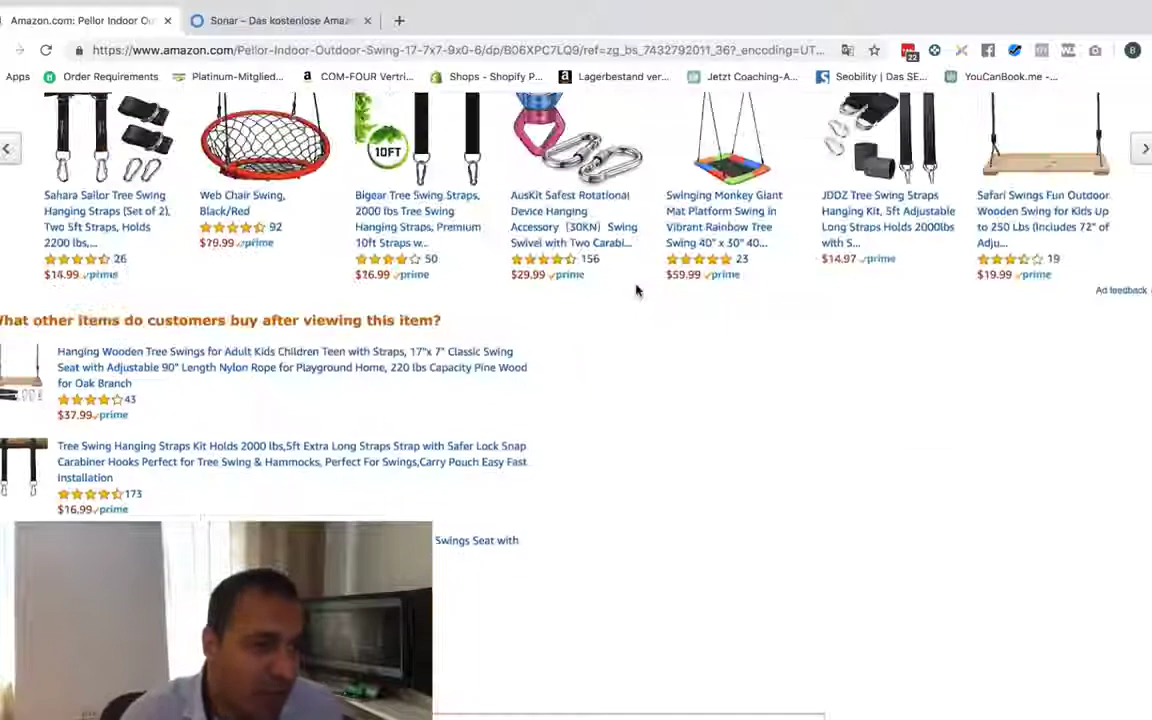 Amazon.com: Pellor Indoor Ou
Sonar – Das kostenlose Amazo
https://www.amazon.com/Pellor-Indoor-Outdoor-Swing-17-7x7-9x0-6/dp/B06XPC7LQ9/ref=zg_bs_7432792011_36?_encoding=UT...
22
B
Apps
Order Requirements
Platinum-Mitglied...
COM-FOUR Vertri...
Shops - Shopify P...
Lagerbestand ver...
Jetzt Coaching-A...
Seobility | Das SE...
YouCanBook.me -...
10FT
Sahara Sailor Tree Swing
Hanging Straps (Set of 2),
Two 5ft Straps, Holds
2200 lbs,...
26
$14.99 prime
Web Chair Swing,
Black/Red
92
$79.99 prime
Bigear Tree Swing Straps,
2000 lbs Tree Swing
Hanging Straps, Premium
10ft Straps w...
50
$16.99 prime
AusKit Safest Rotational
Device Hanging
Accessory (30KN) Swing
Swivel with Two Carabi...
156
$29.99 prime
Swinging Monkey Giant
Mat Platform Swing in
Vibrant Rainbow Tree
Swing 40" x 30" 40...
23
$59.99 prime
JDDZ Tree Swing Straps
Hanging Kit, 5ft Adjustable
Long Straps Holds 2000lbs
with S...
$14.97 prime
Safari Swings Fun Outdoor
Wooden Swing for Kids Up
to 250 Lbs (Includes 72" of
Adju...
19
$19.99 prime
Ad feedback
What other items do customers buy after viewing this item?
Hanging Wooden Tree Swings for Adult Kids Children Teen with Straps, 17"x 7" Classic Swing
Seat with Adjustable 90" Length Nylon Rope for Playground Home, 220 lbs Capacity Pine Wood
for Oak Branch
43
$37.99 prime
Tree Swing Hanging Straps Kit Holds 2000 lbs,5ft Extra Long Straps Strap with Safer Lock Snap
Carabiner Hooks Perfect for Tree Swing & Hammocks, Perfect For Swings,Carry Pouch Easy Fast
Installation
173
$16.99 prime
Swings Seat with